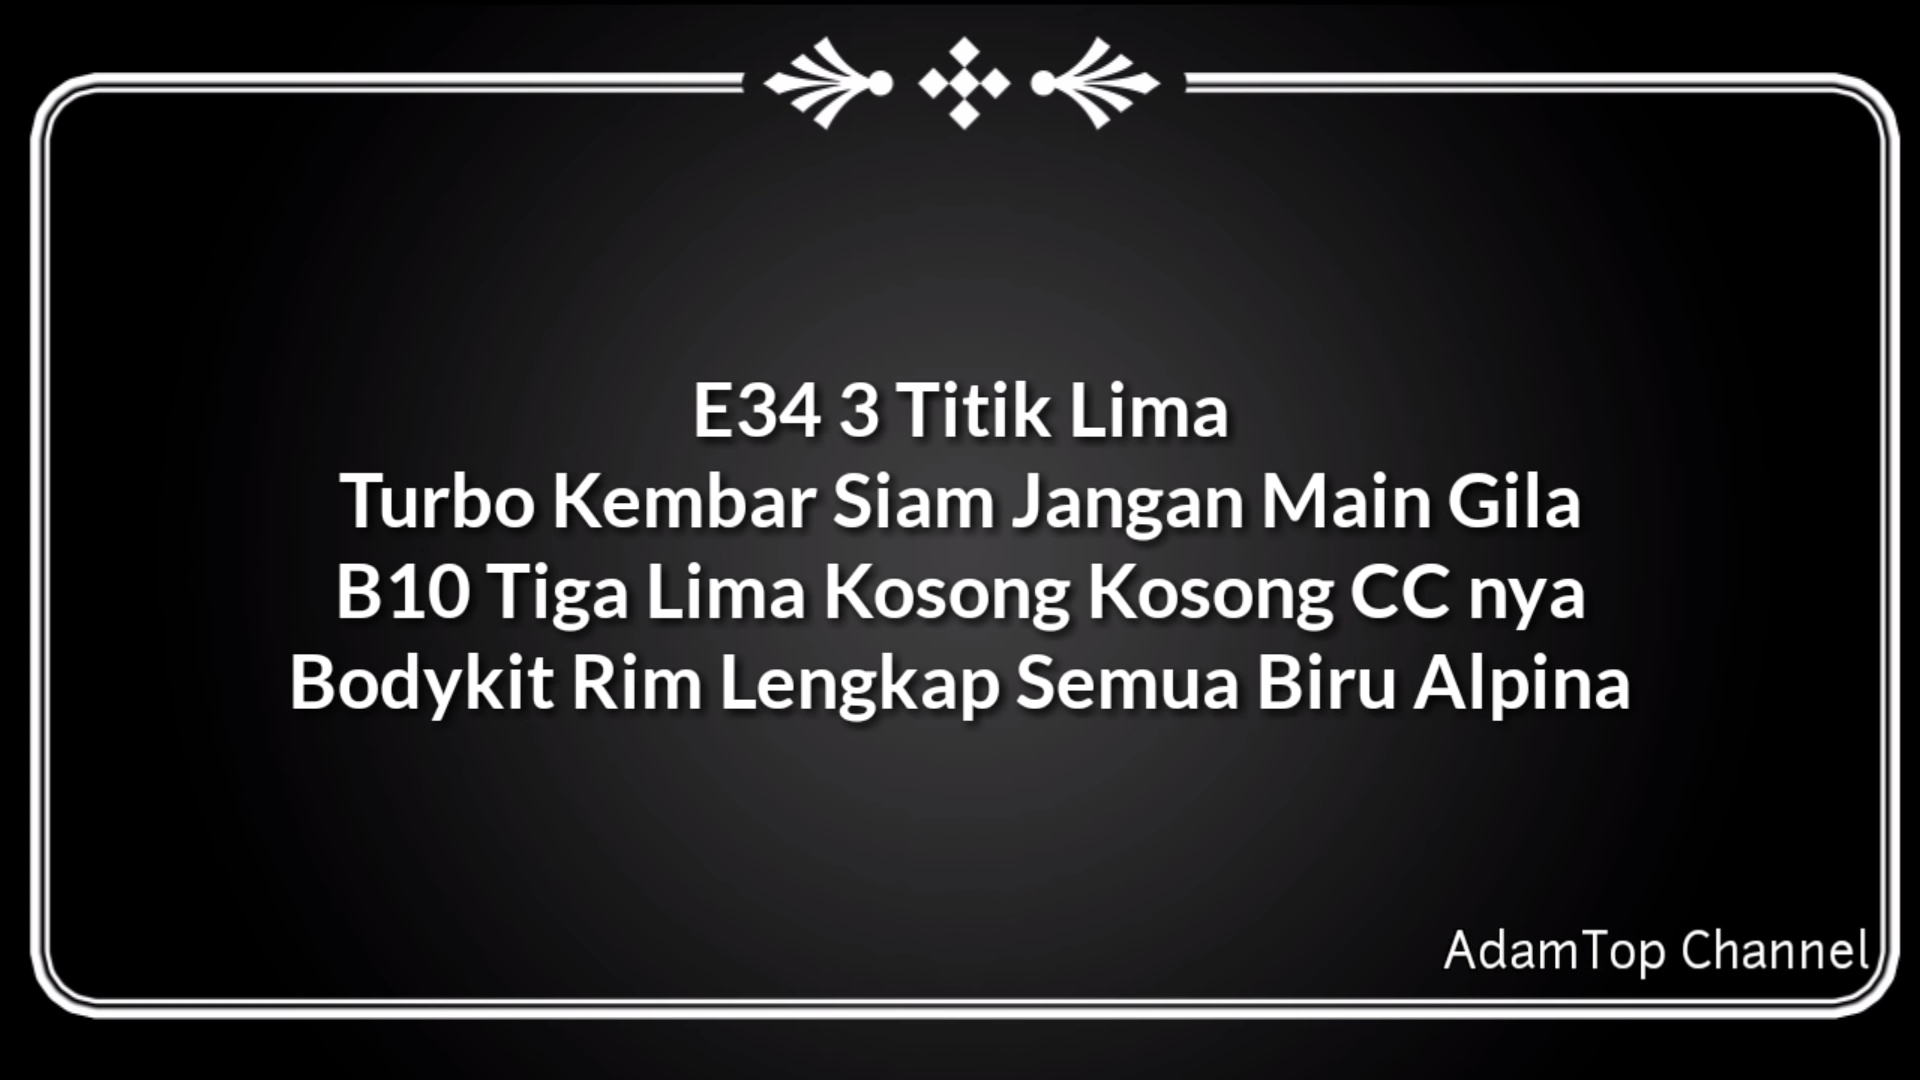 E34 3 Titik Lima
Turbo Kembar Siam Jangan Main Gila
B10 Tiga Lima Kosong Kosong CC nya
Bodykit Rim Lengkap Semua Biru Alpina
AdamTop Channel